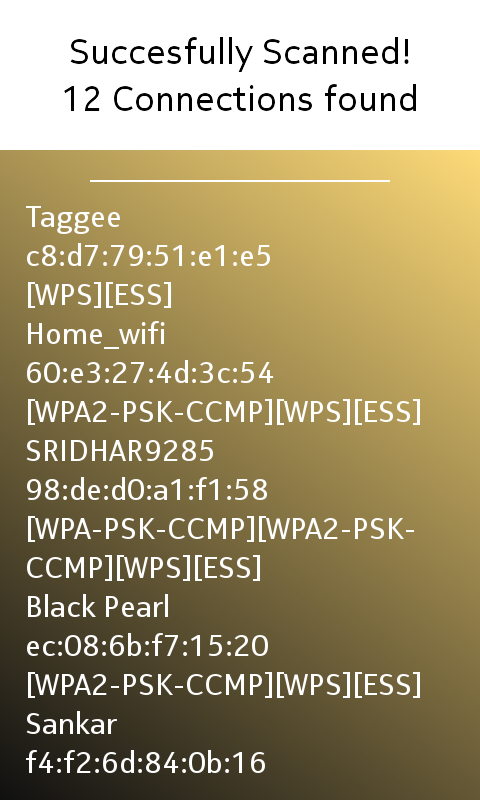 Succesfully Scanned!
12 Connections found
Taggee
c8:d7:79:51:e1:e5
[WPS][ESS]
Home_wifi
60:e3:27:4d:3c:54
[WPA2-PSK-CCMP][WPS][ESS]
SRIDHAR9285
98:de:d0:a1:f1:58
[WPA-PSK-CCMP][WPA2-PSK-
CCMP][WPS][ESS]
Black Pearl
ec:08:6b:f7:15:20
[WPA2-PSK-CCMP][WPS][ESS]
Sankar
f4:f2:6d:84:0b:16